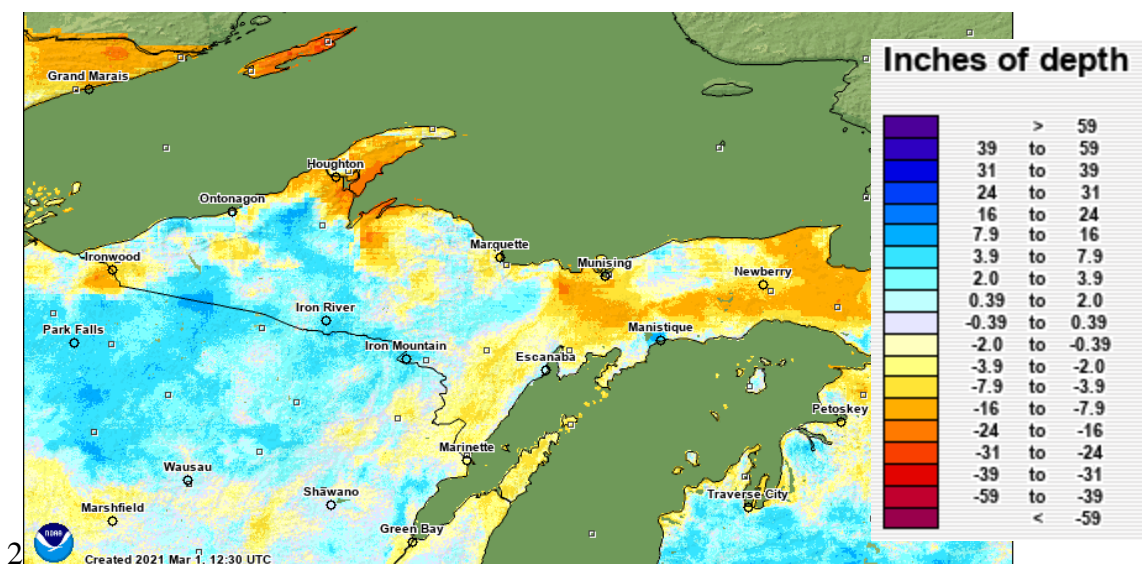 Grand Marais
Inches of depth
> 59
39 to 59
31 to 39
24 to 31
16 to 24
7.9 to 16
3.9 to 7.9
2.0 to 3.9
0.39 to 2.0
-0.39 to 0.39
-2.0 to -0.39
-3.9 to -2.0
-7.9 to -3.9
-16 to -7.9
-24 to -16
-31 to -24
-39 to -31
-59 to -39
< -59
Houghton
Ontonagon
Marquette
Ironwood
Munising
Newberry
Iron River
Park Falls
Manistique
Iron Mountain
Escanaba
Petoskey
Marinette
Wausau
Shawano
Traverse City
Marshfield
Green Bay
2
NOAA
Created 2021 Mar 1, 12:30 UTC